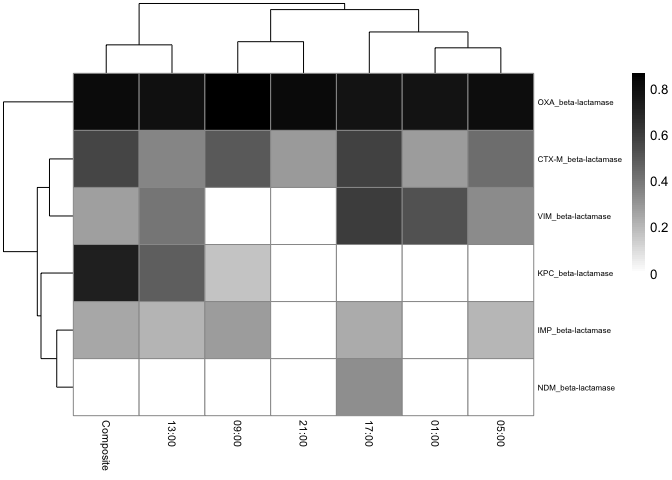 OXA_beta-lactamase
CTX-M_beta-lactamase
VIM_beta-lactamase
KPC_beta-lactamase
IMP_beta-lactamase
NDM_beta-lactamase
0.8
0.6
0.4
0.2
0
Composite
13:00
09:00
21:00
17:00
01:00
05:00